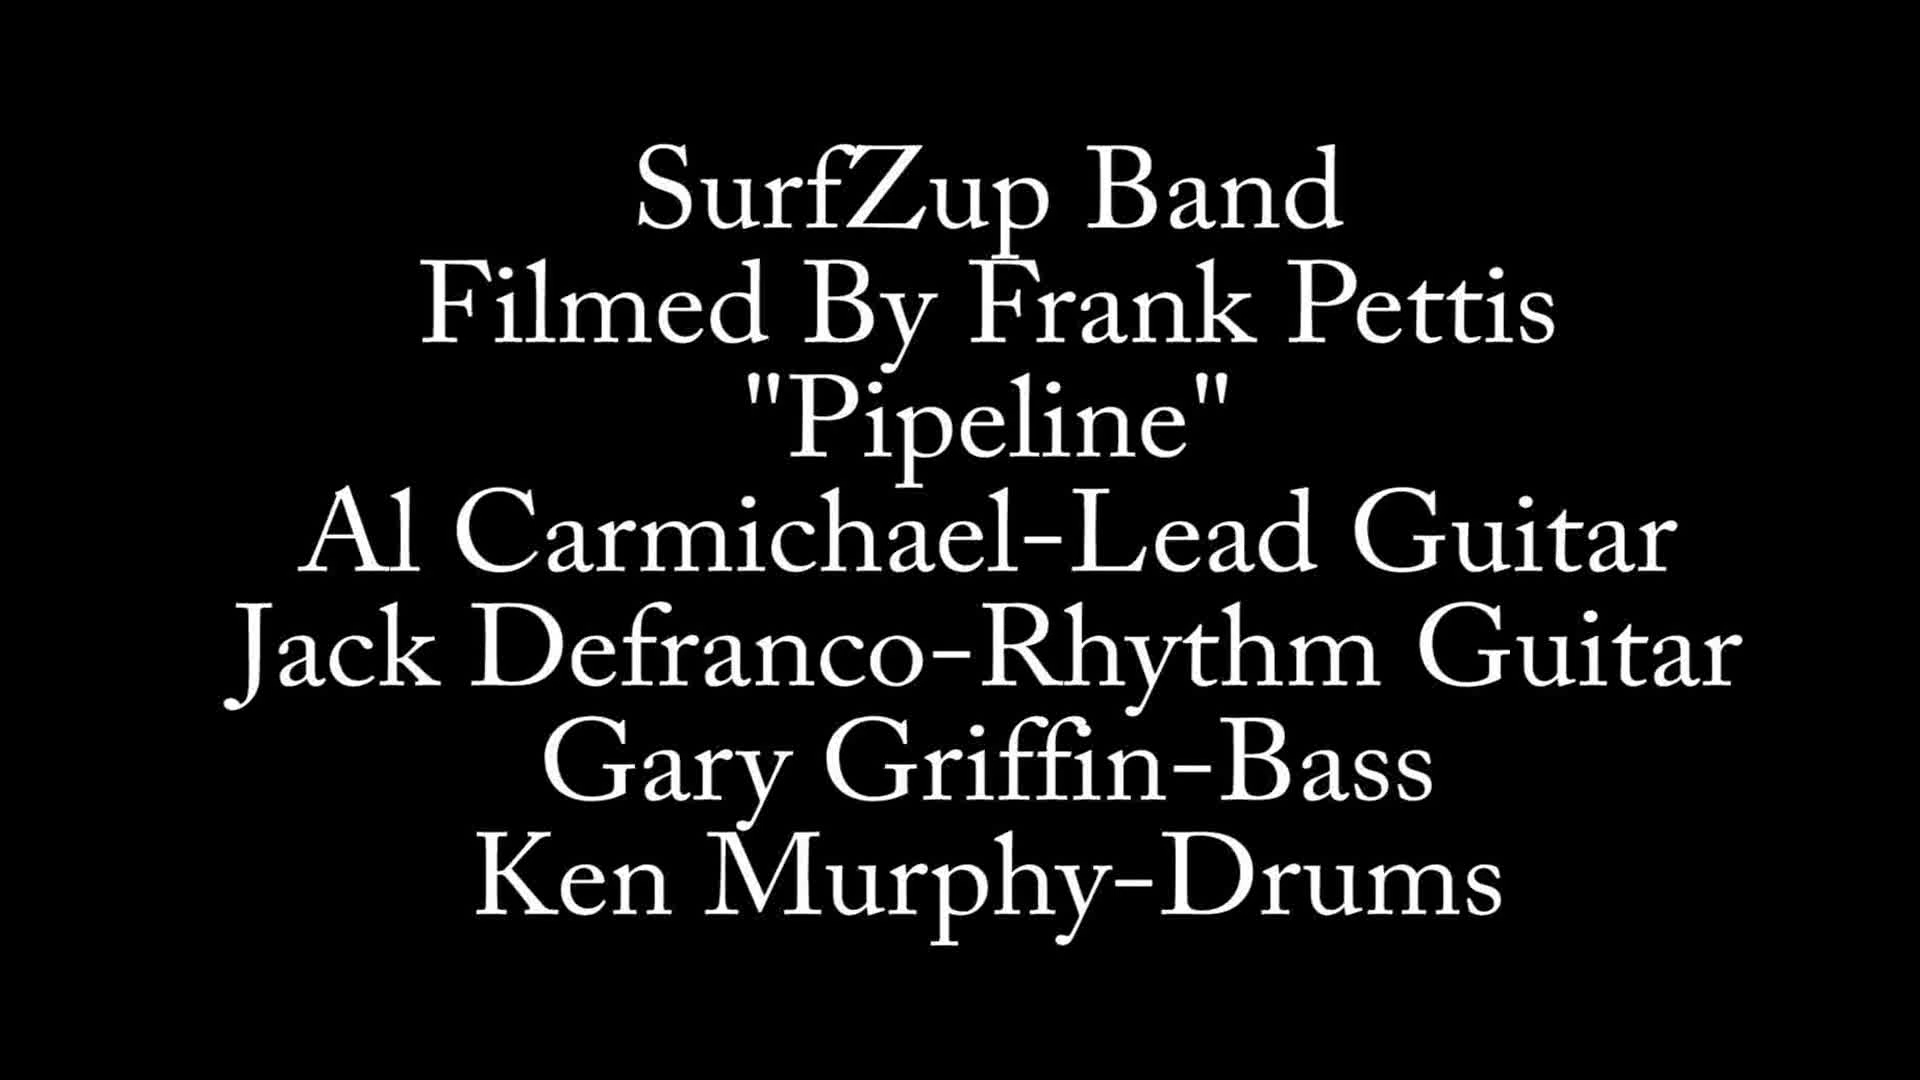 SurfZup Band
Filmed By Frank Pettis
"Pipeline"
Al Carmichael-Lead Guitar
Jack Defranco-Rhythm Guitar
Gary Griffin-Bass
Ken Murphy-Drums